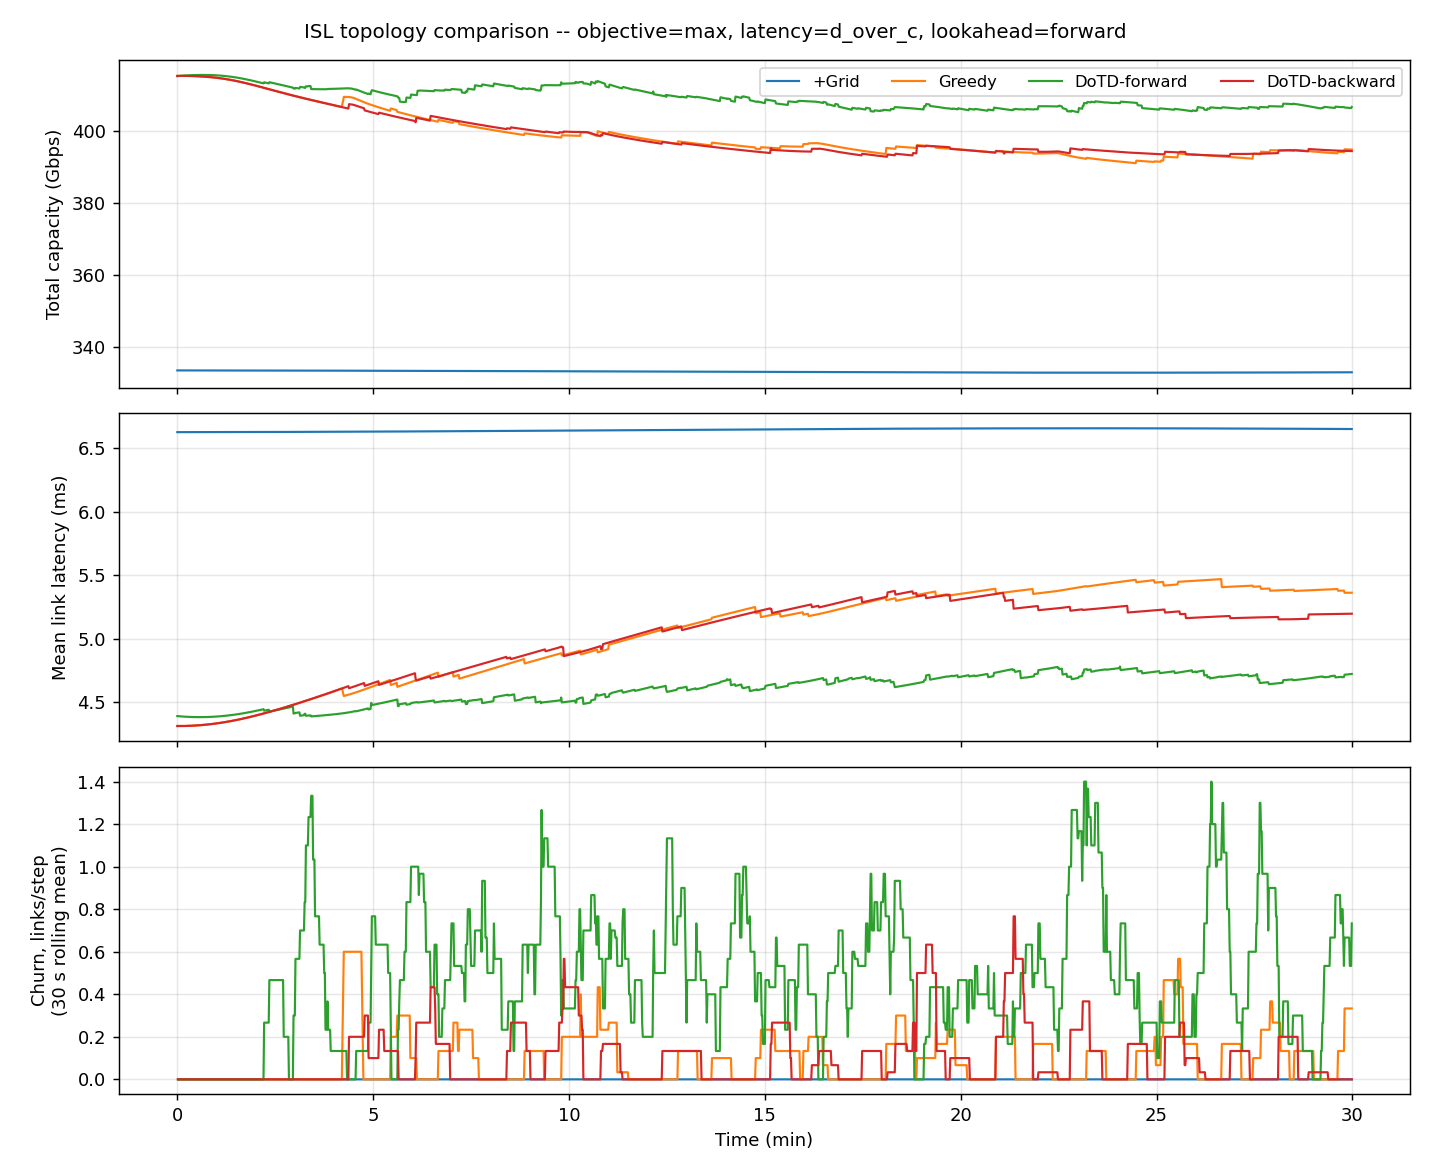 ISL topology comparison -- objective=max, latency=d_over_c, lookahead=forward
+Grid
Greedy
DoTD-forward
DoTD-backward
Total capacity (Gbps)
400
380
360
340
Mean link latency (ms)
6.5
6.0
5.5
5.0
4.5
Churn, links/step
(30 s rolling mean)
1.4
1.2
1.0
0.8
0.6
0.4
0.2
0.0
0
5
10
15
20
25
30
Time (min)